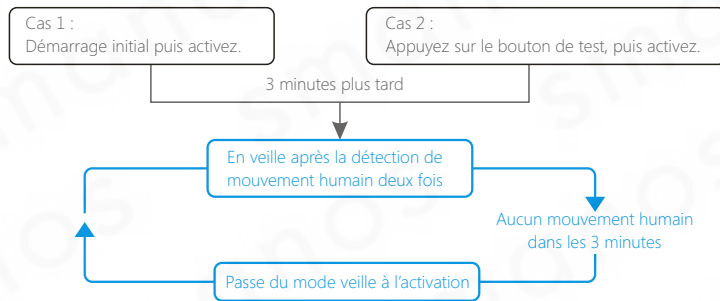 Cas 1 :
Démarrage initial puis activez.
Cas 2 :
Appuyez sur le bouton de test, puis activez.
3 minutes plus tard
En veille après la détection de
mouvement humain deux fois
Aucun mouvement humain
dans les 3 minutes
Passe du mode veille à l’activation